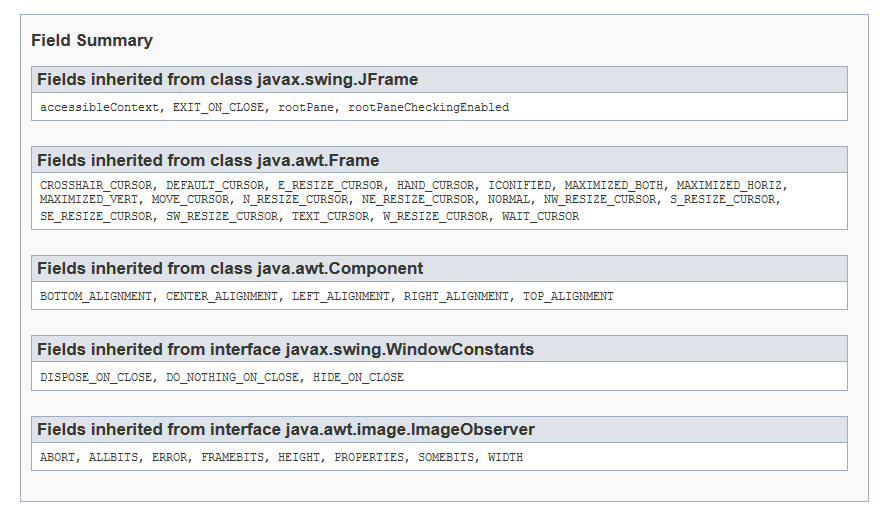 Field Summary
Fields inherited from class javax.swing.JFrame
accessibleContext, EXIT_ON_CLOSE, rootPane, rootPaneCheckingEnabled
Fields inherited from class java.awt.Frame
CROSSHAIR_CURSOR, DEFAULT_CURSOR, E_RESIZE_CURSOR, HAND_CURSOR, ICONIFIED, MAXIMIZED_BOTH, MAXIMIZED_HORIZ,
MAXIMIZED_VERT, MOVE_CURSOR, N_RESIZE_CURSOR, NE_RESIZE_CURSOR, NORMAL, NW_RESIZE_CURSOR, S_RESIZE_CURSOR,
SE_RESIZE_CURSOR, SW_RESIZE_CURSOR, TEXT_CURSOR, W_RESIZE_CURSOR, WAIT_CURSOR
Fields inherited from class java.awt.Component
BOTTOM_ALIGNMENT, CENTER_ALIGNMENT, LEFT_ALIGNMENT, RIGHT_ALIGNMENT, TOP_ALIGNMENT
Fields inherited from interface javax.swing.WindowConstants
DISPOSE_ON_CLOSE, DO_NOTHING_ON_CLOSE, HIDE_ON_CLOSE
Fields inherited from interface java.awt.image.ImageObserver
ABORT, ALLBITS, ERROR, FRAMEBITS, HEIGHT, PROPERTIES, SOMEBITS, WIDTH